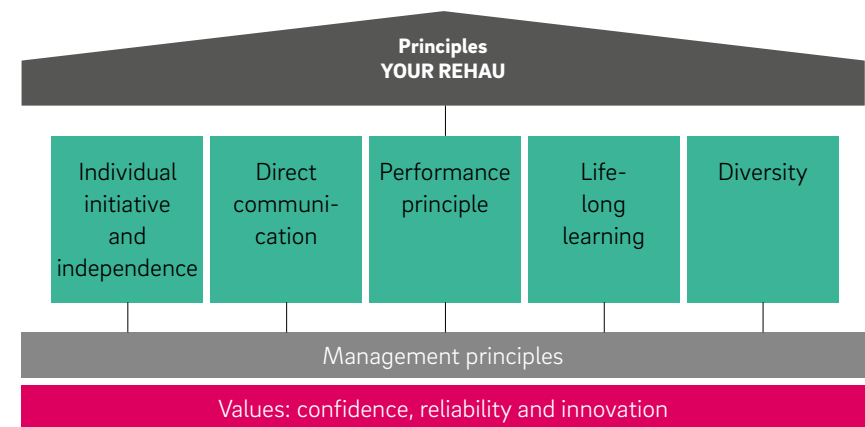 Principles
YOUR REHAU
Individual
initiative
and
independence
Direct
communi-
cation
Performance
principle
Life-
long
learning
Diversity
Management principles
Values: confidence, reliability and innovation